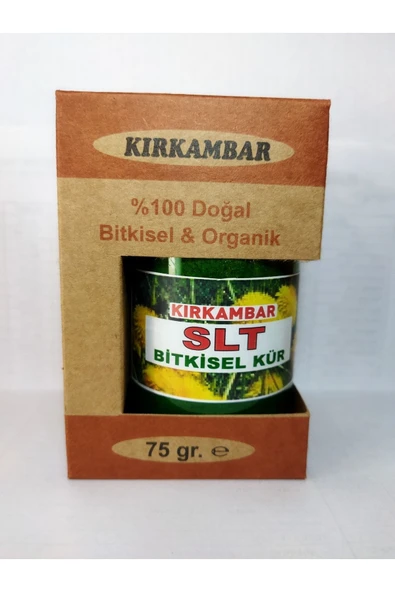 KIRKAMBAR
%100 Doğal
Bitkisel & Organik
KIRKAMBAR
SLT
BİTKİSEL KÜR
75 gr. ℮